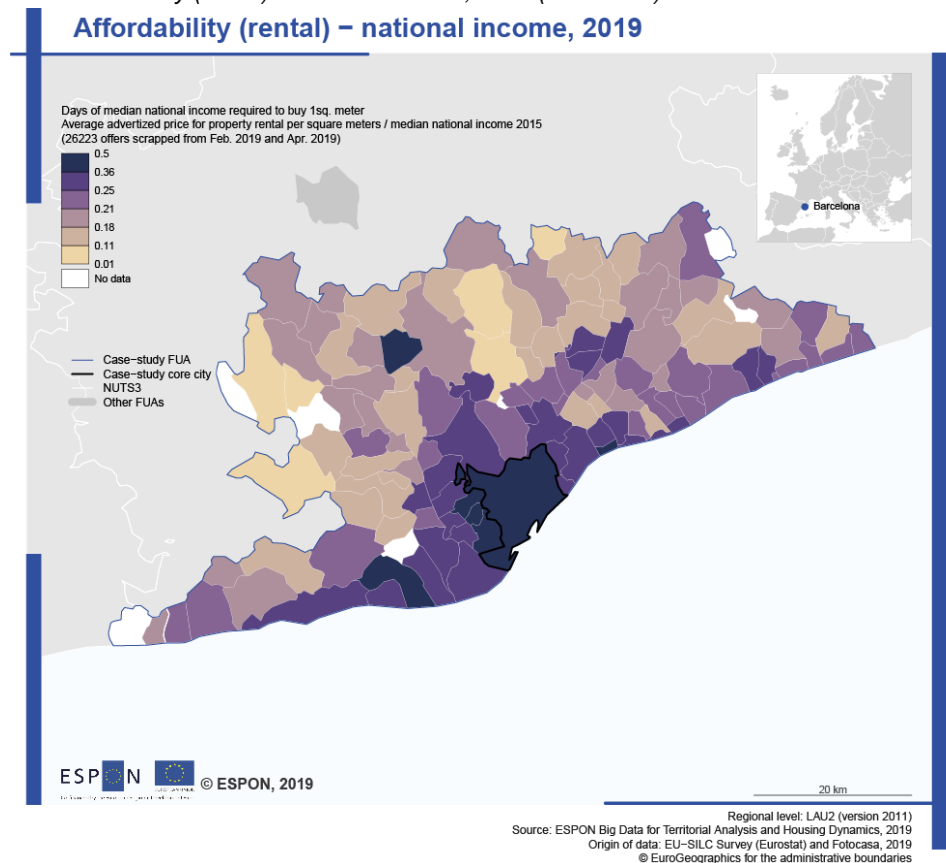 Affordability (rental) − national income, 2019
Days of median national income required to buy 1sq. meter
Average advertized price for property rental per square meters / median national income 2015
(26223 offers scrapped from Feb. 2019 and Apr. 2019)
0.5
0.36
0.25
0.21
0.18
0.11
0.01
No data
Barcelona
Case−study FUA
Case−study core city
NUTS3
Other FUAs
ESPON
© ESPON, 2019
20 km
Regional level: LAU2 (version 2011)
Source: ESPON Big Data for Territorial Analysis and Housing Dynamics, 2019
Origin of data: EU−SILC Survey (Eurostat) and Fotocasa, 2019
© EuroGeographics for the administrative boundaries